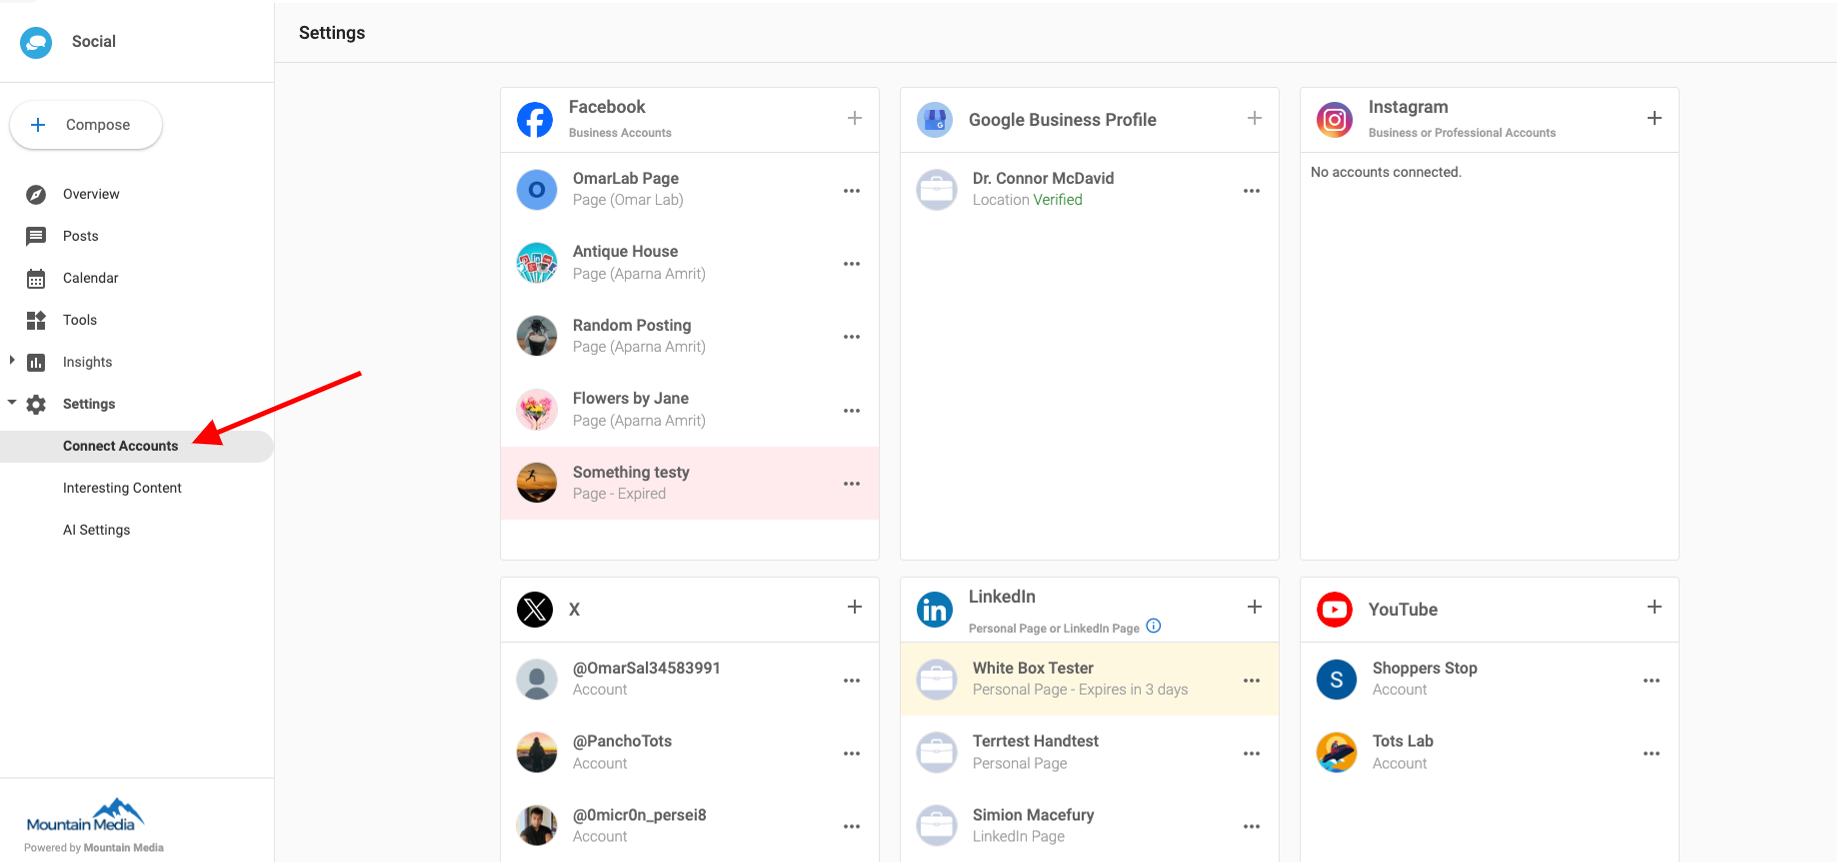 Social
Settings
Compose
Overview
Posts
Calendar
Tools
Insights
Settings
Connect Accounts
Interesting Content
AI Settings
Mountain Media
Powered by Mountain Media
Facebook
Business Accounts
O
OmarLab Page
Page (Omar Lab)
Antique House
Page (Aparna Amrit)
Random Posting
Page (Aparna Amrit)
Flowers by Jane
Page (Aparna Amrit)
Something testy
Page - Expired
Google Business Profile
Dr. Connor McDavid
Location Verified
Instagram
Business or Professional Accounts
No accounts connected.
X
@OmarSal34583991
Account
@PanchoTots
Account
@0micr0n_persei8
Account
LinkedIn
Personal Page or LinkedIn Page
White Box Tester
Personal Page - Expires in 3 days
Terrtest Handtest
Personal Page
Simion Macefury
LinkedIn Page
YouTube
S
Shoppers Stop
Account
Tots Lab
Account